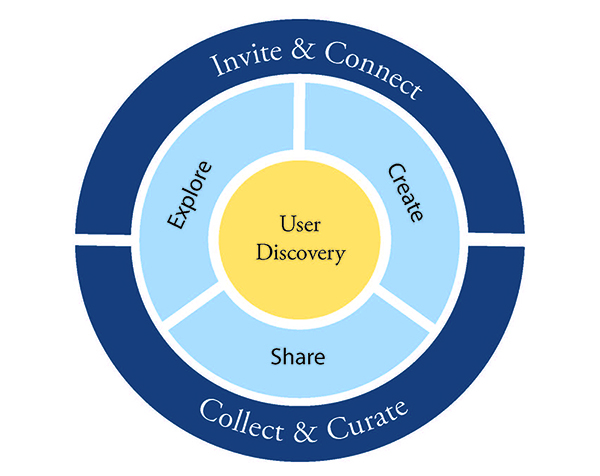 Invite & Connect
Explore
Create
User
Discovery
Share
Collect & Curate